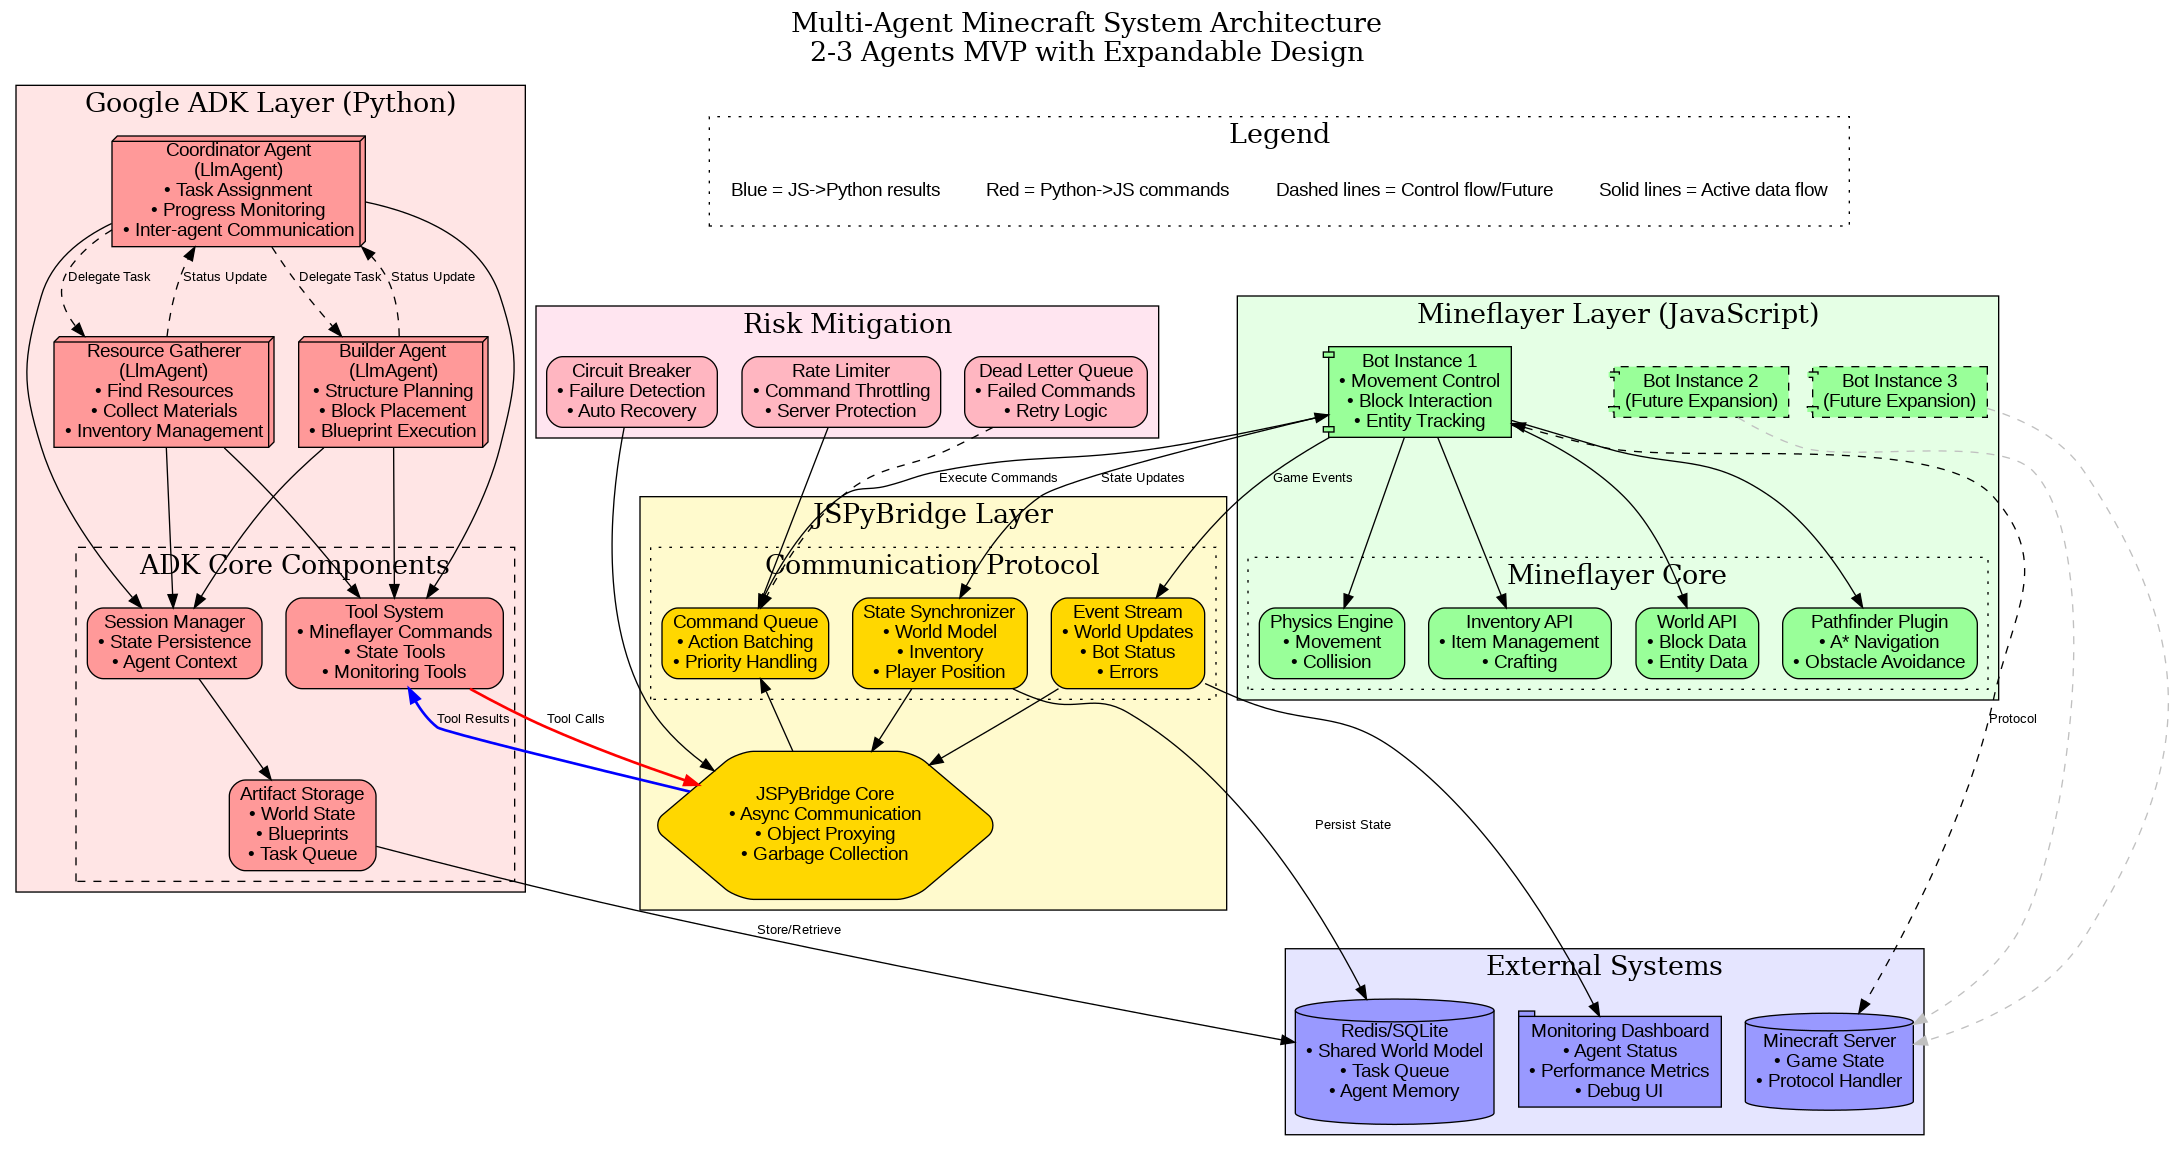 Multi-Agent Minecraft System Architecture
2-3 Agents MVP with Expandable Design
Google ADK Layer (Python)
Coordinator Agent
(LlmAgent)
• Task Assignment
• Progress Monitoring
• Inter-agent Communication
Delegate Task
Status Update
Delegate Task
Status Update
Resource Gatherer
(LlmAgent)
• Find Resources
• Collect Materials
• Inventory Management
Builder Agent
(LlmAgent)
• Structure Planning
• Block Placement
• Blueprint Execution
ADK Core Components
Session Manager
• State Persistence
• Agent Context
Tool System
• Mineflayer Commands
• State Tools
• Monitoring Tools
Tool Results
Tool Calls
Artifact Storage
• World State
• Blueprints
• Task Queue
Store/Retrieve
Legend
Blue = JS->Python results
Red = Python->JS commands
Dashed lines = Control flow/Future
Solid lines = Active data flow
Risk Mitigation
Circuit Breaker
• Failure Detection
• Auto Recovery
Rate Limiter
• Command Throttling
• Server Protection
Dead Letter Queue
• Failed Commands
• Retry Logic
Execute Commands
State Updates
Game Events
JSPyBridge Layer
Communication Protocol
Command Queue
• Action Batching
• Priority Handling
State Synchronizer
• World Model
• Inventory
• Player Position
Event Stream
• World Updates
• Bot Status
• Errors
JSPyBridge Core
• Async Communication
• Object Proxying
• Garbage Collection
Persist State
Mineflayer Layer (JavaScript)
Bot Instance 1
• Movement Control
• Block Interaction
• Entity Tracking
Bot Instance 2
(Future Expansion)
Bot Instance 3
(Future Expansion)
Mineflayer Core
Physics Engine
• Movement
• Collision
Inventory API
• Item Management
• Crafting
World API
• Block Data
• Entity Data
Pathfinder Plugin
• A* Navigation
• Obstacle Avoidance
Protocol
External Systems
Redis/SQLite
• Shared World Model
• Task Queue
• Agent Memory
Monitoring Dashboard
• Agent Status
• Performance Metrics
• Debug UI
Minecraft Server
• Game State
• Protocol Handler